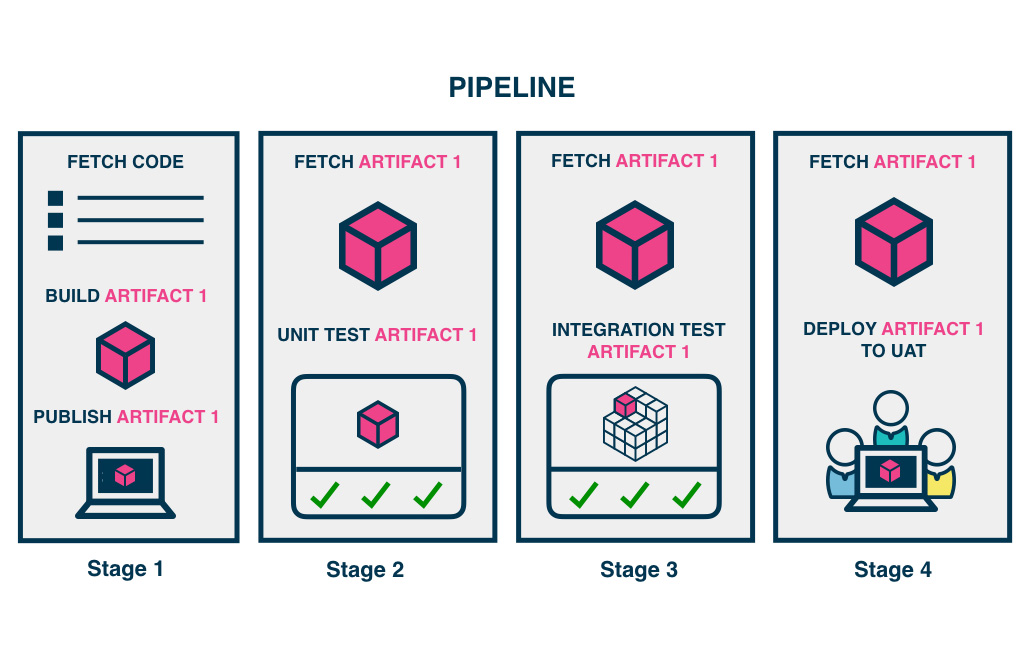 PIPELINE
FETCH CODE
BUILD ARTIFACT 1
PUBLISH ARTIFACT 1
Stage 1
FETCH ARTIFACT 1
UNIT TEST ARTIFACT 1
Stage 2
FETCH ARTIFACT 1
INTEGRATION TEST
ARTIFACT 1
Stage 3
FETCH ARTIFACT 1
DEPLOY ARTIFACT 1
TO UAT
Stage 4